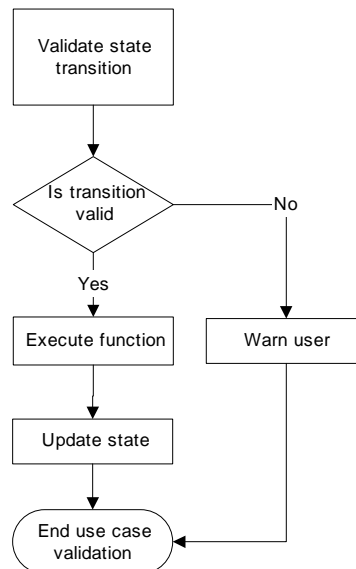 Validate state
transition
Is transition
valid
No
Yes
Execute function
Warn user
Update state
End use case
validation